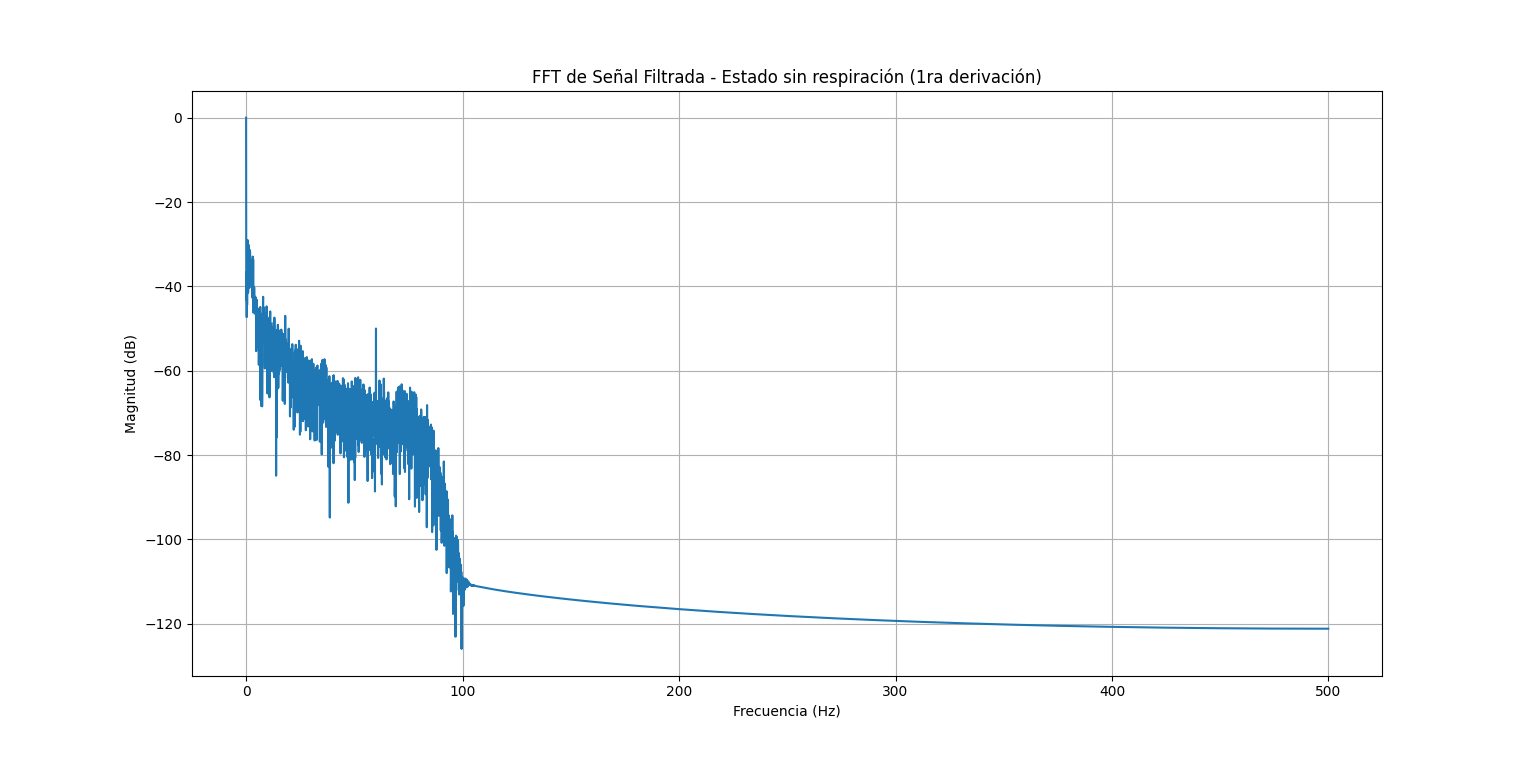 FFT de Señal Filtrada - Estado sin respiración (1ra derivación)
0
−20
−40
−60
−80
−100
−120
Magnitud (dB)
0 100 200 300 400 500
Frecuencia (Hz)